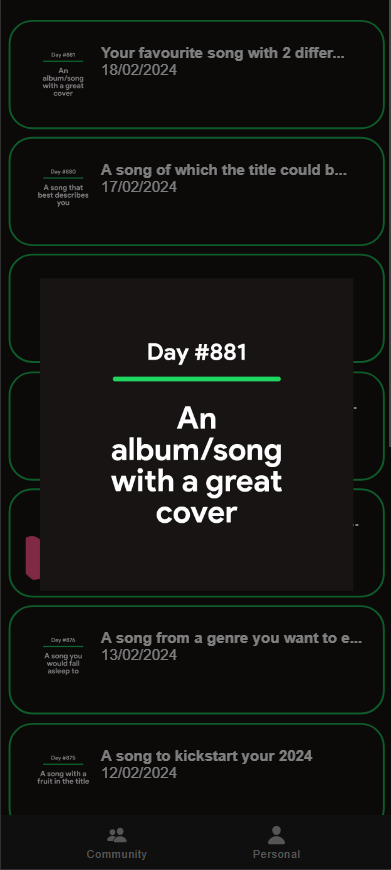 Day #881
An
album/song
with a great
cover
Your favourite song with 2 differ...
18/02/2024
Day #880
A song that
best describes
you
A song of which the title could b...
17/02/2024
Day #881
An
album/song
with a great
cover
Day #876
A song you
would fall
asleep to
A song from a genre you want to e...
13/02/2024
Day #875
A song with a
fruit in the title
A song to kickstart your 2024
12/02/2024
Community
Personal